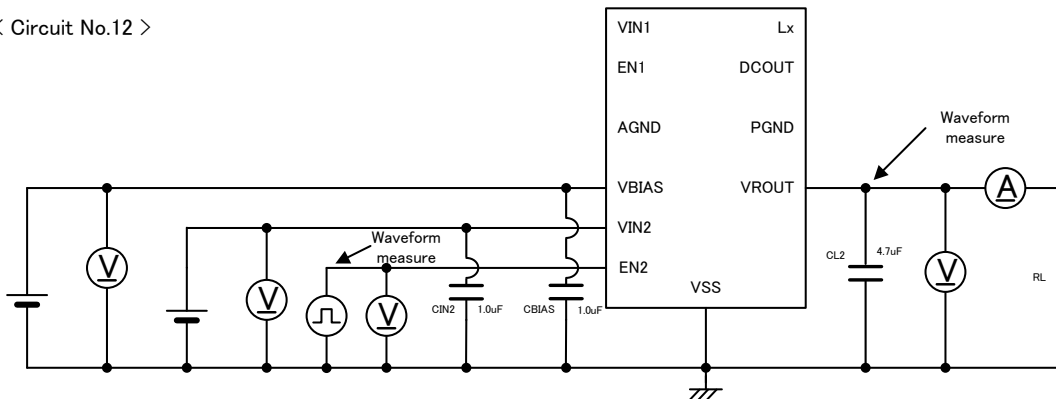 < Circuit No.12 >
VIN1 Lx
EN1 DCOUT
AGND PGND
VBIAS VROUT
VIN2
EN2
VSS
Waveform
measure
Waveform
measure
V
V
V
CIN2 1.0uF
CBIAS 1.0uF
CL2 4.7uF
V
A
RL